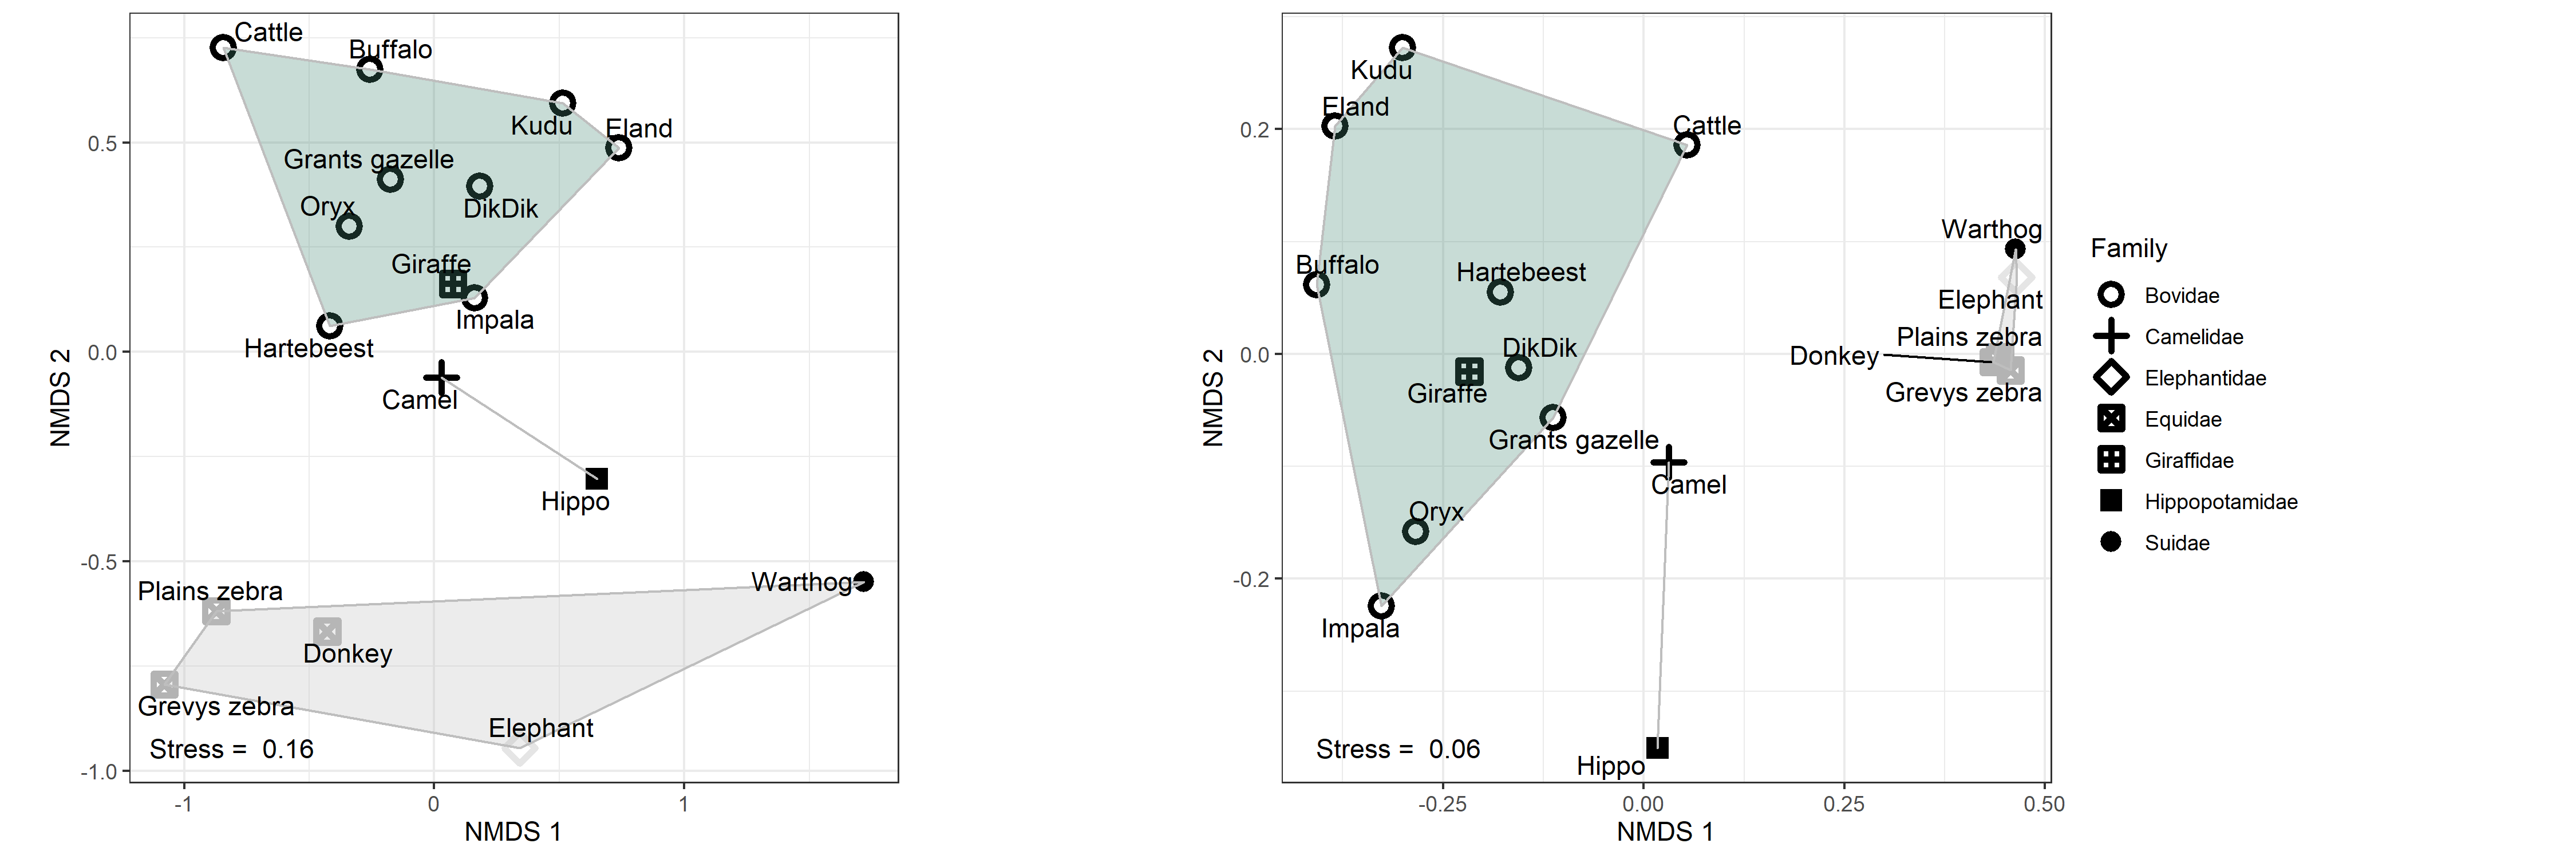 Cattle
Buffalo
Kudu
Eland
Grants gazelle
Oryx
DikDik
Giraffe
Impala
Hartebeest
Camel
Hippo
Warthog
Plains zebra
Donkey
Grevys zebra
Elephant
Stress = 0.16
0.5
0.0
-0.5
-1.0
NMDS 2
-1 0 1
NMDS 1
Kudu
Eland
Cattle
Buffalo
Hartebeest
Warthog
Elephant
Plains zebra
DikDik
Donkey
Giraffe
Grevys zebra
Grants gazelle
Camel
Oryx
Impala
Hippo
Stress = 0.06
0.2
0.0
-0.2
NMDS 2
-0.25 0.00 0.25 0.50
NMDS 1
Family
Bovidae
Camelidae
Elephantidae
Equidae
Giraffidae
Hippopotamidae
Suidae